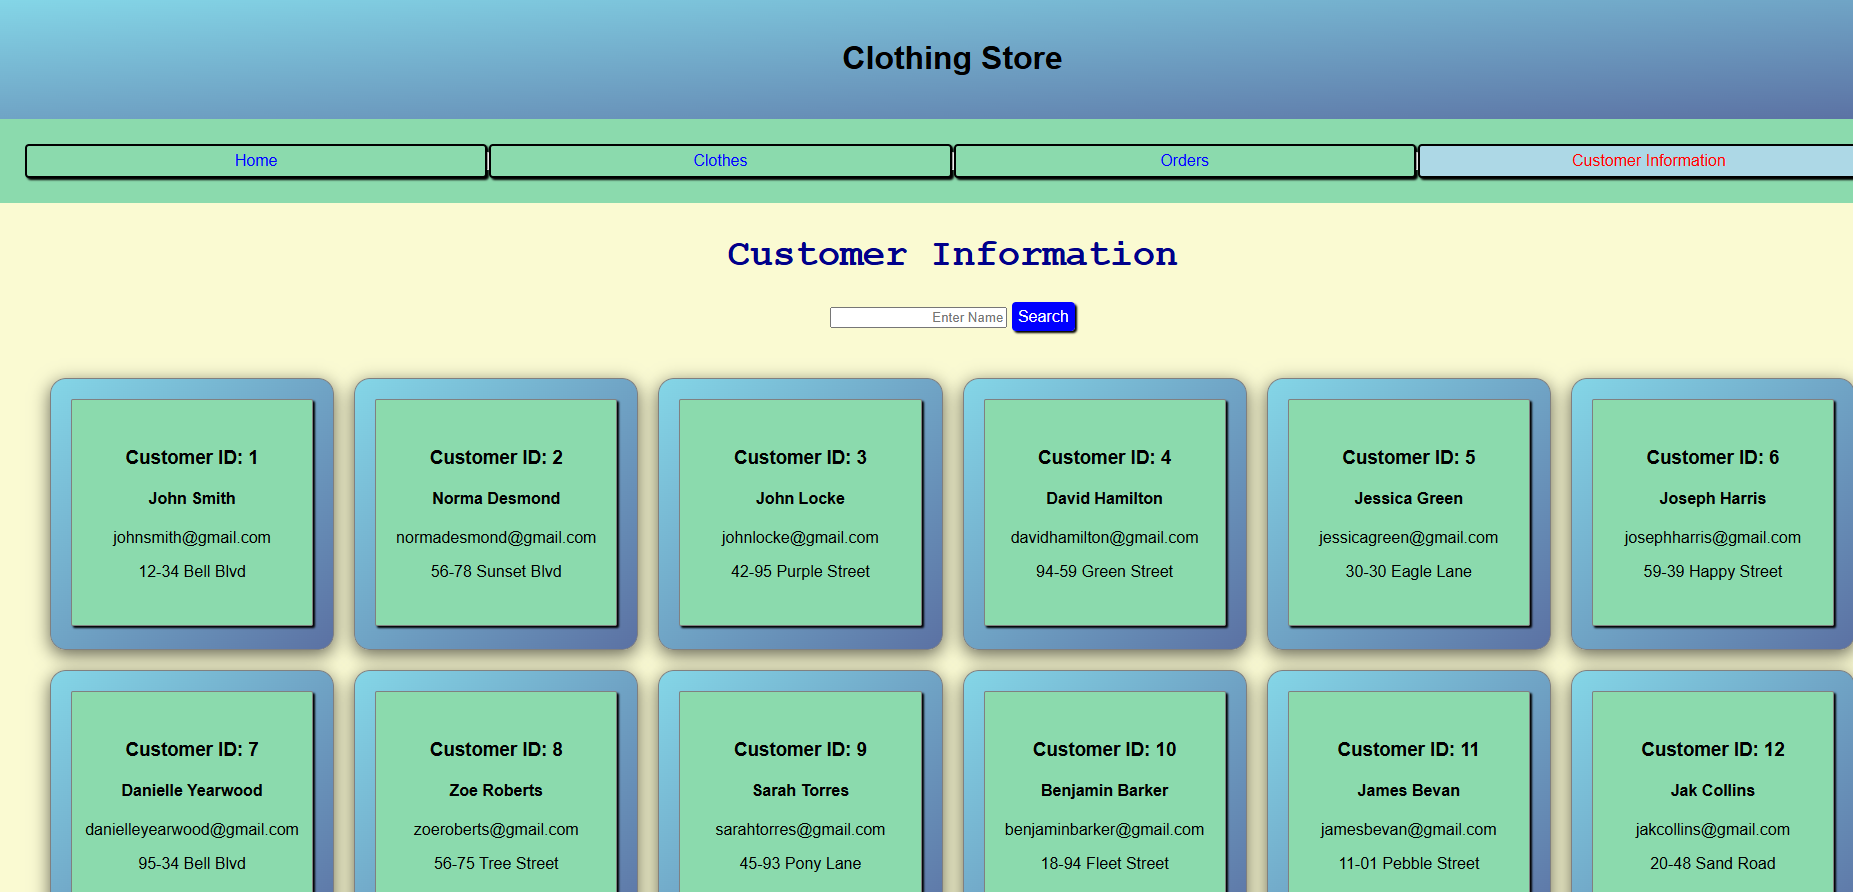 Clothing Store
Home Clothes Orders Customer Information
Customer Information
Enter Name Search
Customer ID: 1
John Smith
johnsmith@gmail.com
12-34 Bell Blvd
Customer ID: 2
Norma Desmond
normadesmond@gmail.com
56-78 Sunset Blvd
Customer ID: 3
John Locke
johnlocke@gmail.com
42-95 Purple Street
Customer ID: 4
David Hamilton
davidhamilton@gmail.com
94-59 Green Street
Customer ID: 5
Jessica Green
jessicagreen@gmail.com
30-30 Eagle Lane
Customer ID: 6
Joseph Harris
josephharris@gmail.com
59-39 Happy Street
Customer ID: 7
Danielle Yearwood
danielleyearwood@gmail.com
95-34 Bell Blvd
Customer ID: 8
Zoe Roberts
zoeroberts@gmail.com
56-75 Tree Street
Customer ID: 9
Sarah Torres
sarahtorres@gmail.com
45-93 Pony Lane
Customer ID: 10
Benjamin Barker
benjaminbarker@gmail.com
18-94 Fleet Street
Customer ID: 11
James Bevan
jamesbevan@gmail.com
11-01 Pebble Street
Customer ID: 12
Jak Collins
jakcollins@gmail.com
20-48 Sand Road